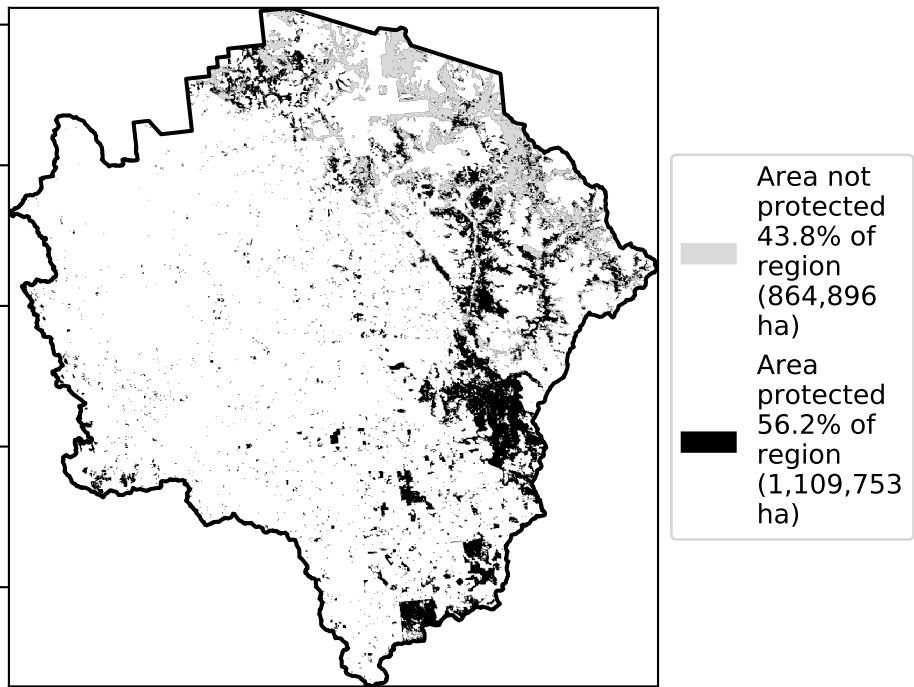 Area not
protected
43.8% of
region
(864,896
ha)
Area
protected
56.2% of
region
(1,109,753
ha)